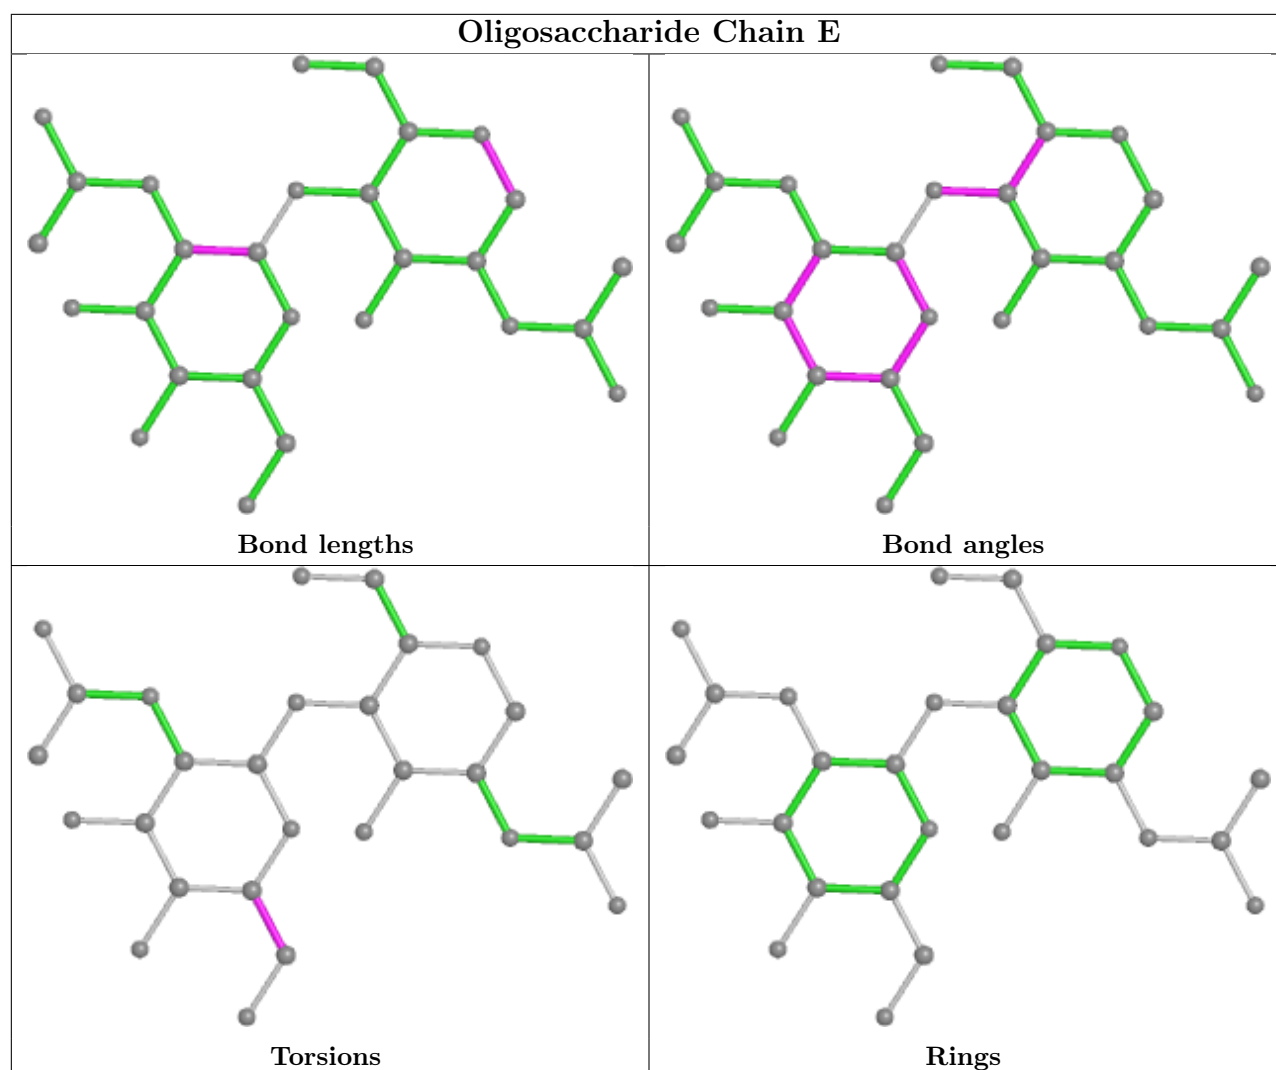 Oligosaccharide Chain E
Bond lengths
Bond angles
Torsions
Rings